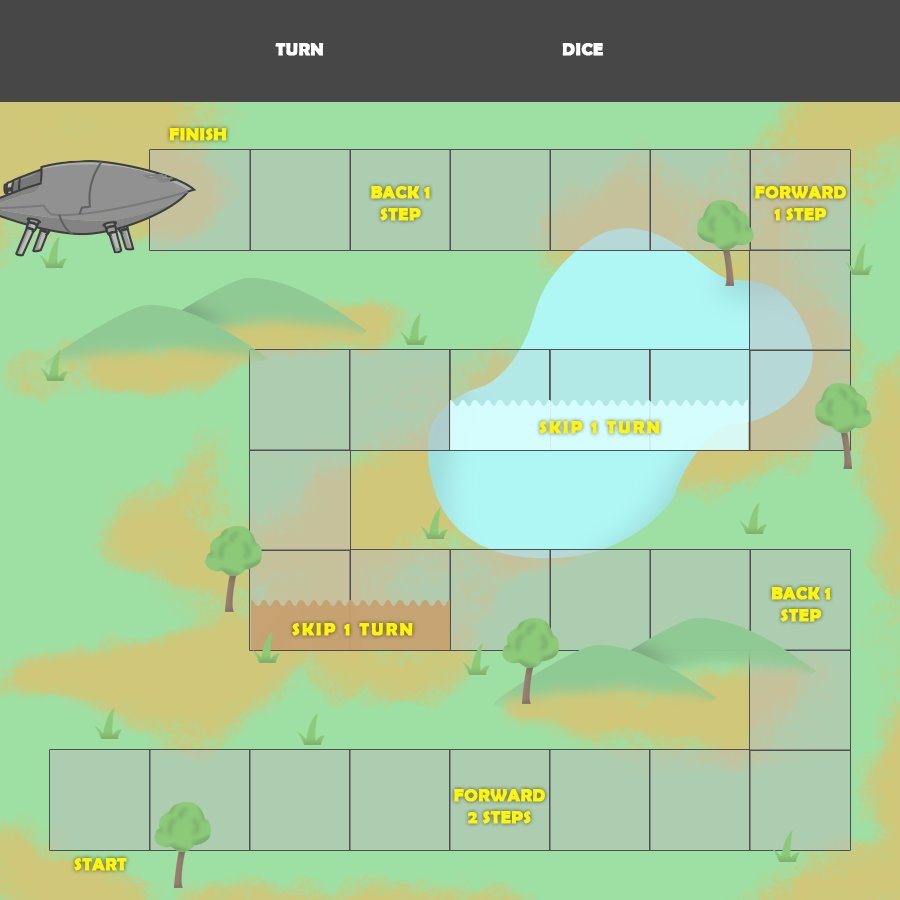 TURN
DICE
FINISH
BACK 1
STEP
FORWARD
1 STEP
SKIP 1 TURN
BACK 1
STEP
SKIP 1 TURN
FORWARD
2 STEPS
START